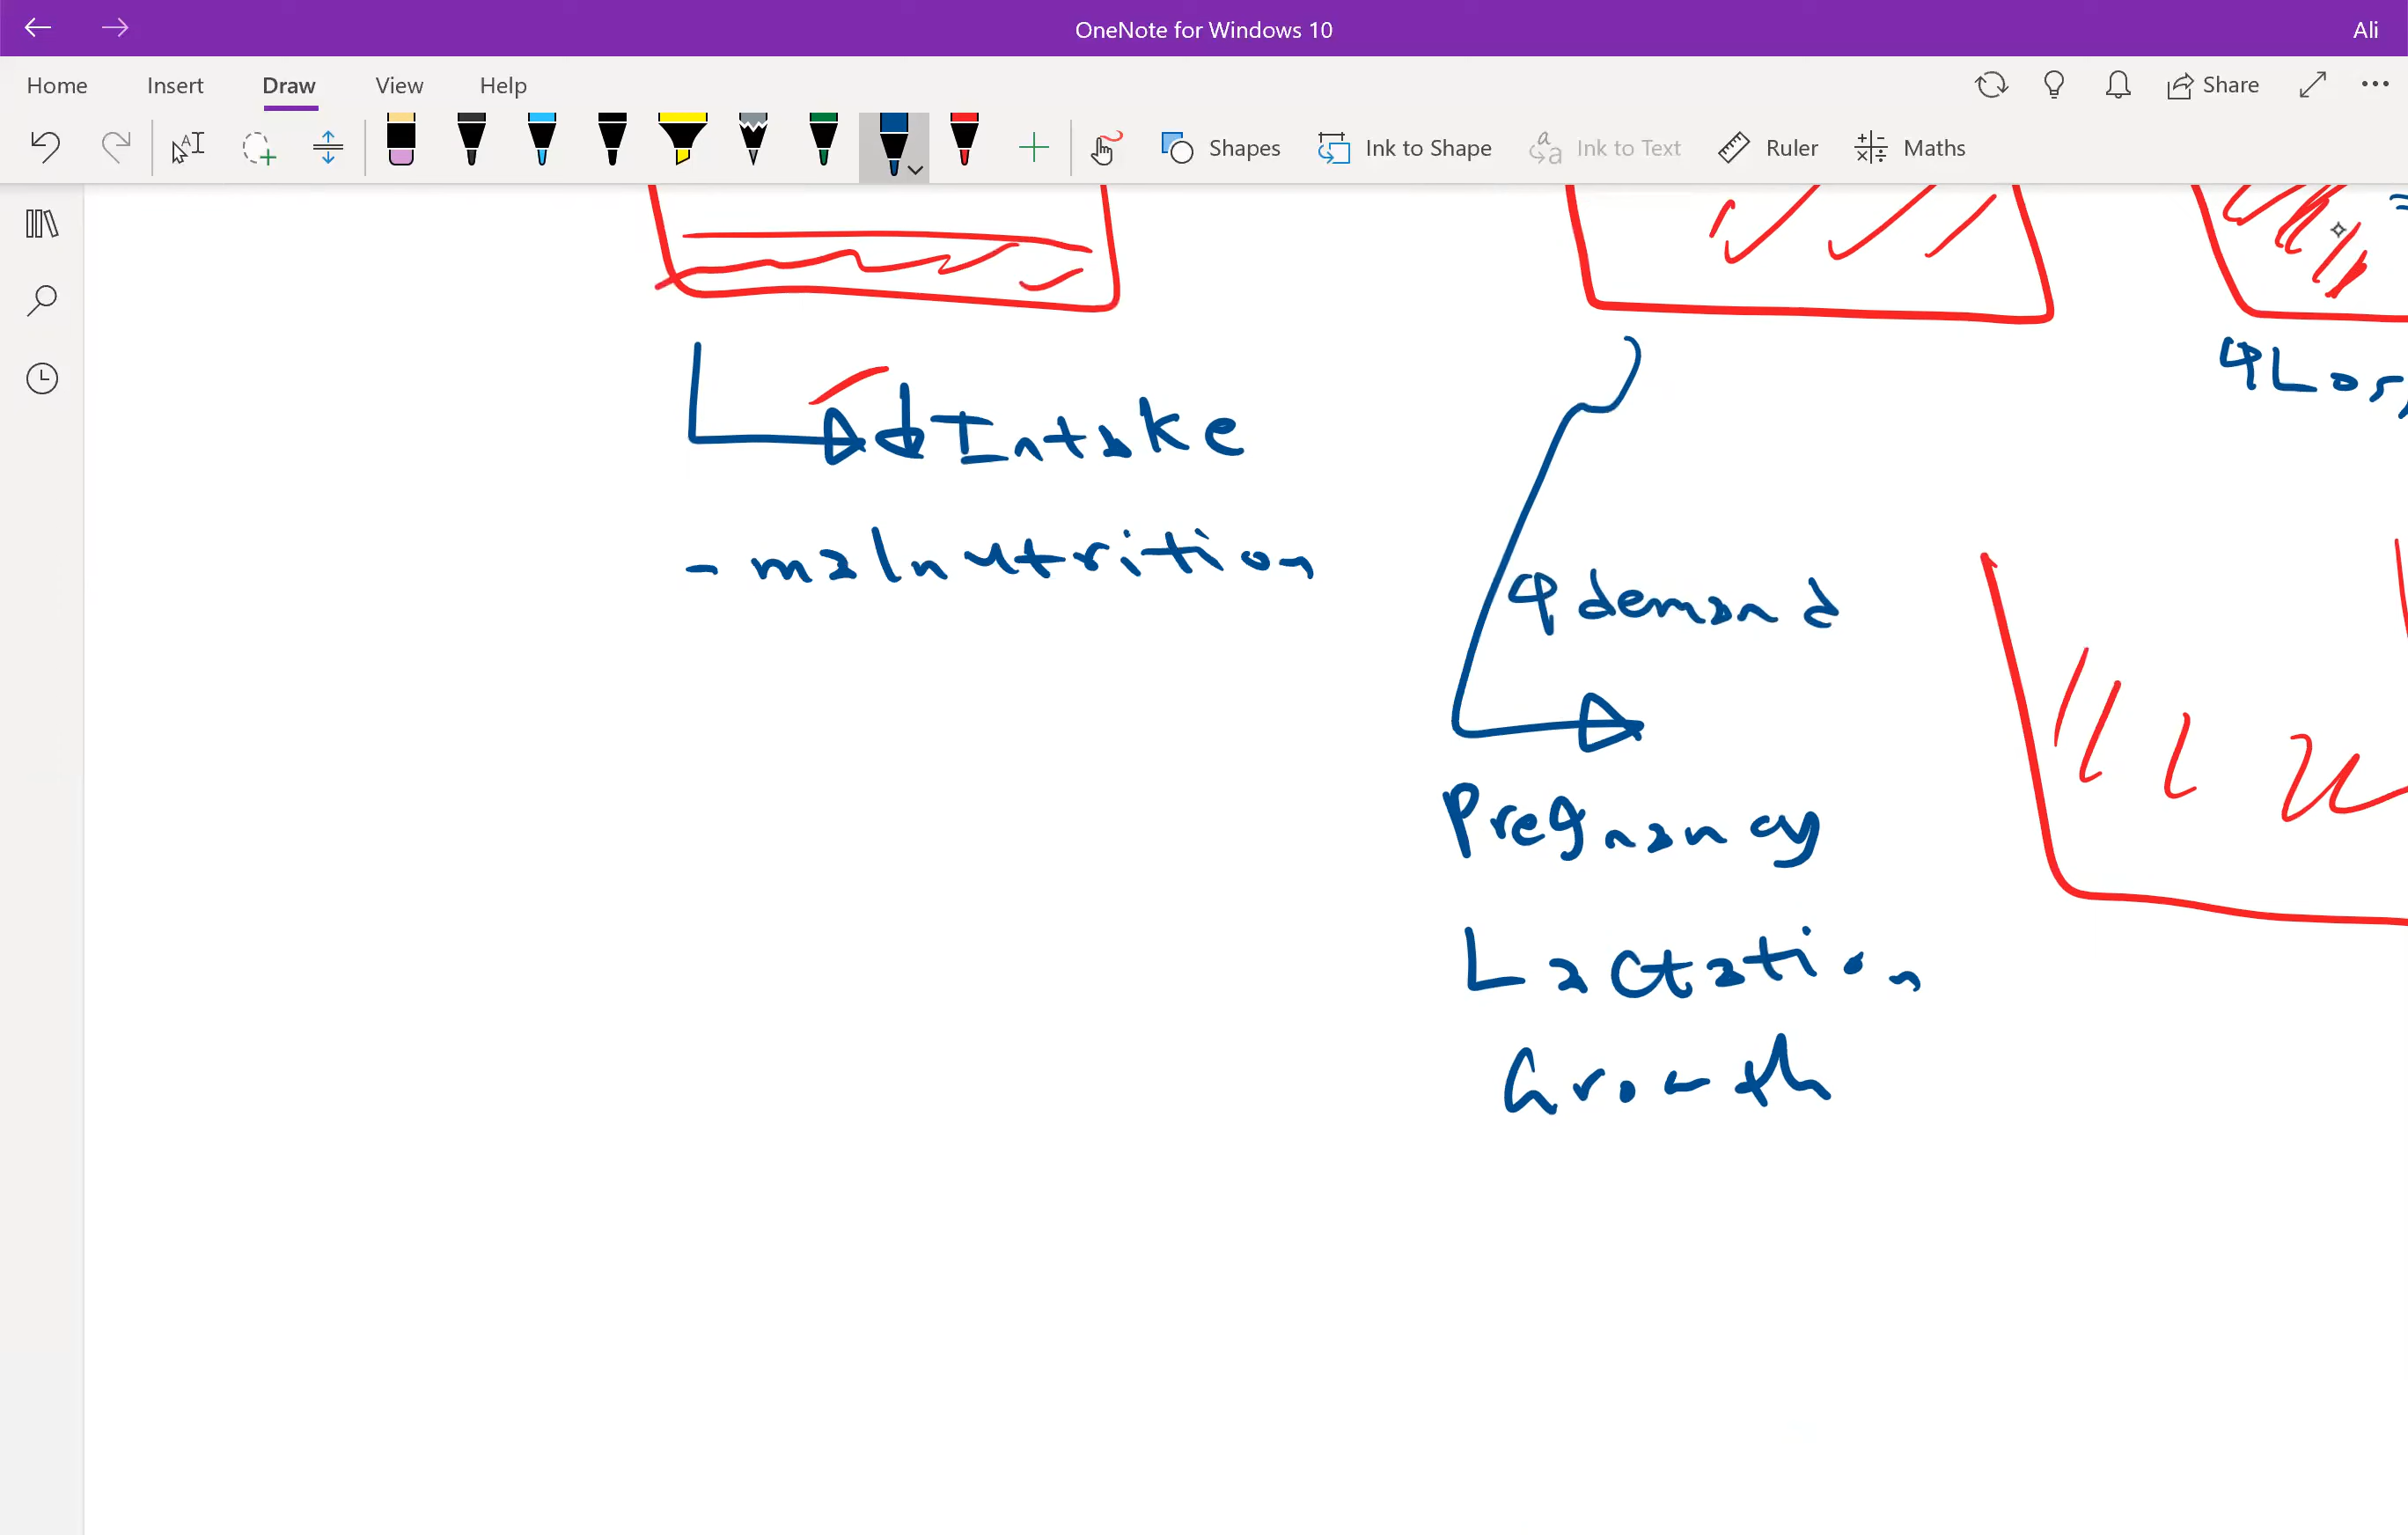 OneNote for Windows 10
Ali
Home Insert Draw View Help
Share
Shapes Ink to Shape Ink to Text Ruler Maths
↓ Intake
- malnutrition
↑ demand
Pregnancy
Lactation
Growth
↑ Los